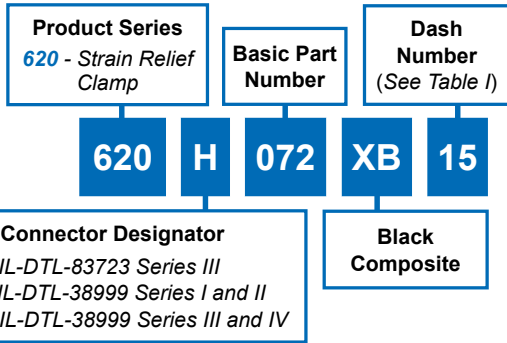 Product Series
620 - Strain Relief
Clamp
Basic Part
Number
Dash
Number
(See Table I)
620
H
072
XB
15
Connector Designator
IL-DTL-83723 Series III
IL-DTL-38999 Series I and II
IL-DTL-38999 Series III and IV
Black
Composite